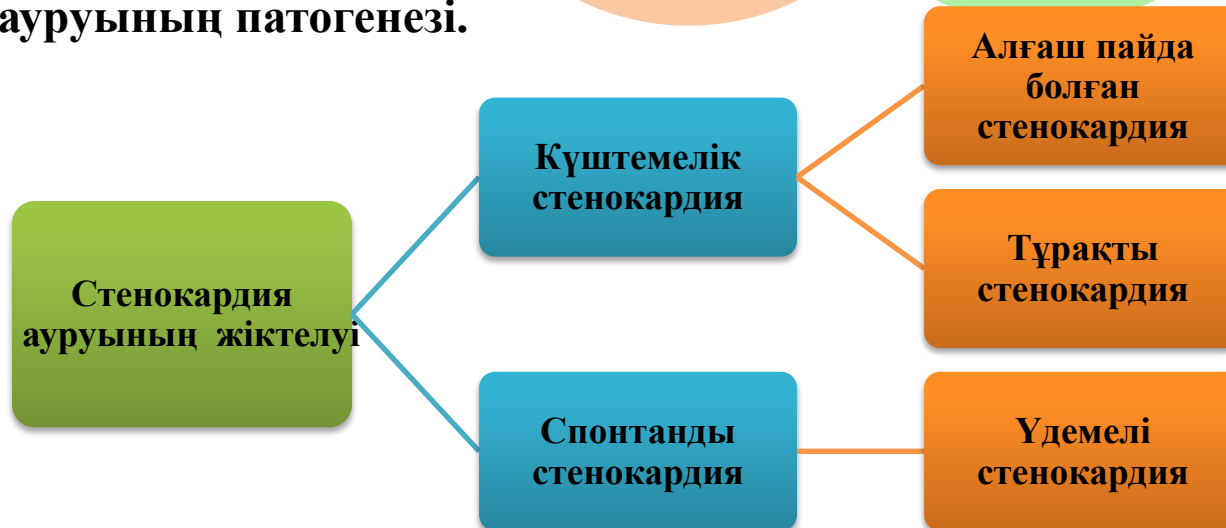 ауруының патогенезі.
Стенокардия
ауруының жіктелуі
Күштемелік
стенокардия
Спонтанды
стенокардия
Алғаш пайда
болған
стенокардия
Тұрақты
стенокардия
Үдемелі
стенокардия